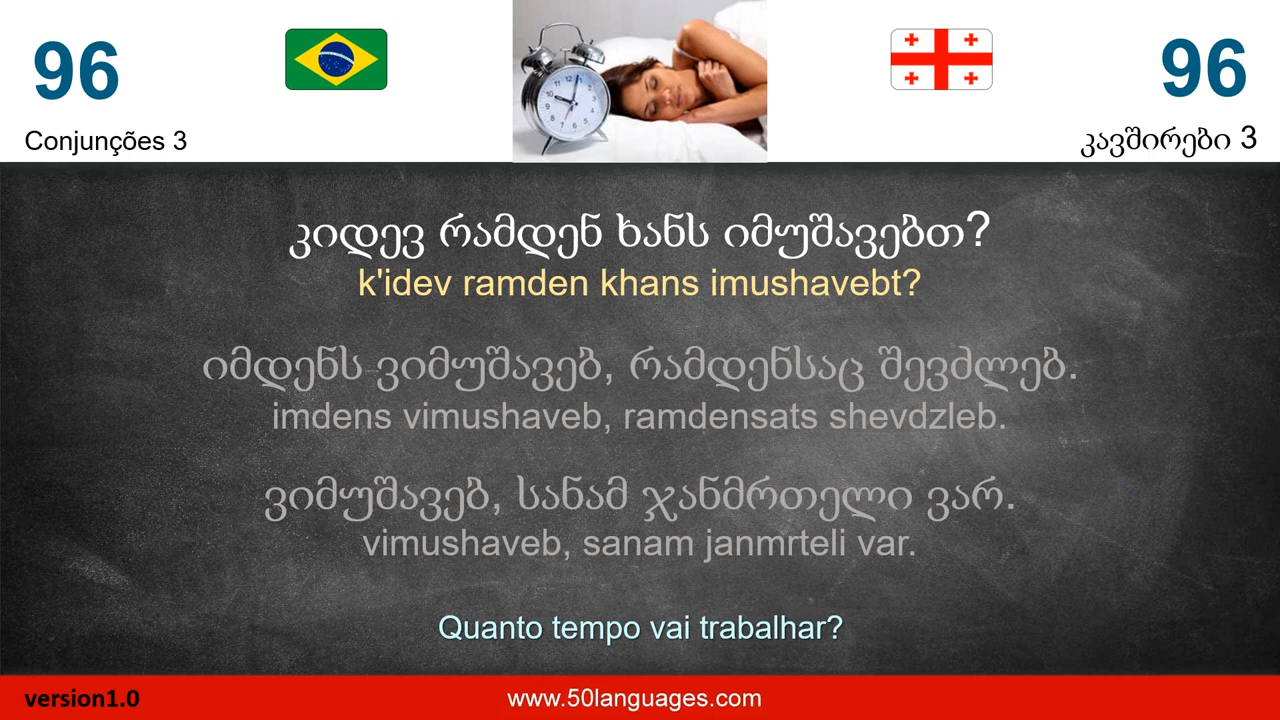 96
96
Conjunções 3
კავშირები 3
კიდევ რამდენ ხანს იმუშავებთ?
k'idev ramden khans imushavebt?
იმდენს ვიმუშავებ, რამდენსაც შევძლებ.
imdens vimushaveb, ramdensats shevdzleb.
ვიმუშავებ, სანამ ჯანმრთელი ვარ.
vimushaveb, sanam janmrteli var.
Quanto tempo vai trabalhar?
version1.0
www.50languages.com